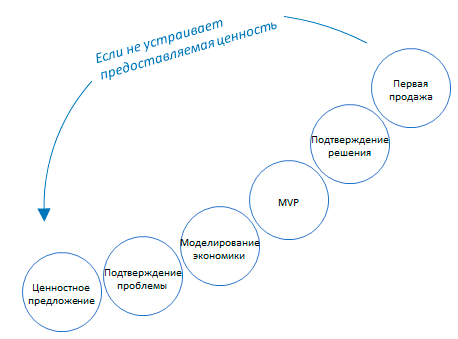 Если не устраивает
предоставляемая ценность
Первая
продажа
Подтверждение
решения
MVP
Моделирование
экономики
Подтверждение
проблемы
Ценностное
предложение